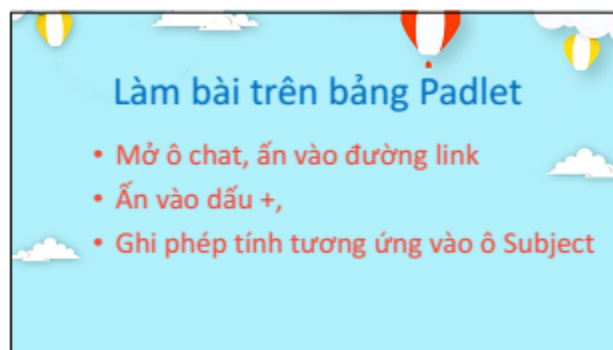 Làm bài trên bảng Padlet
• Mở ô chat, ấn vào đường link
• Ấn vào dấu +,
• Ghi phép tính tương ứng vào ô Subject